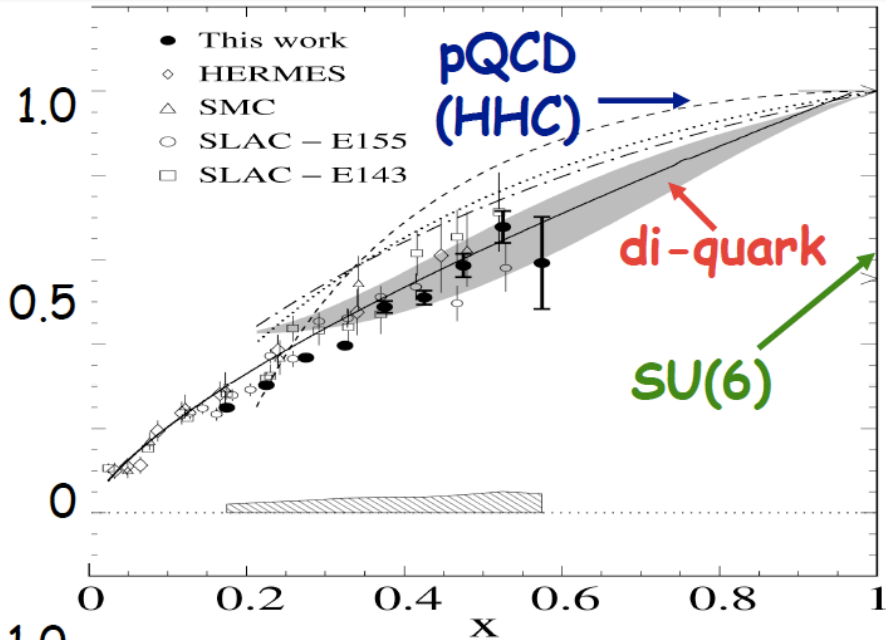 This work
HERMES
SMC
SLAC – E155
SLAC – E143
pQCD
(HHC)
di-quark
SU(6)
1.0
0.5
0
0 0.2 0.4 0.6 0.8 1
x